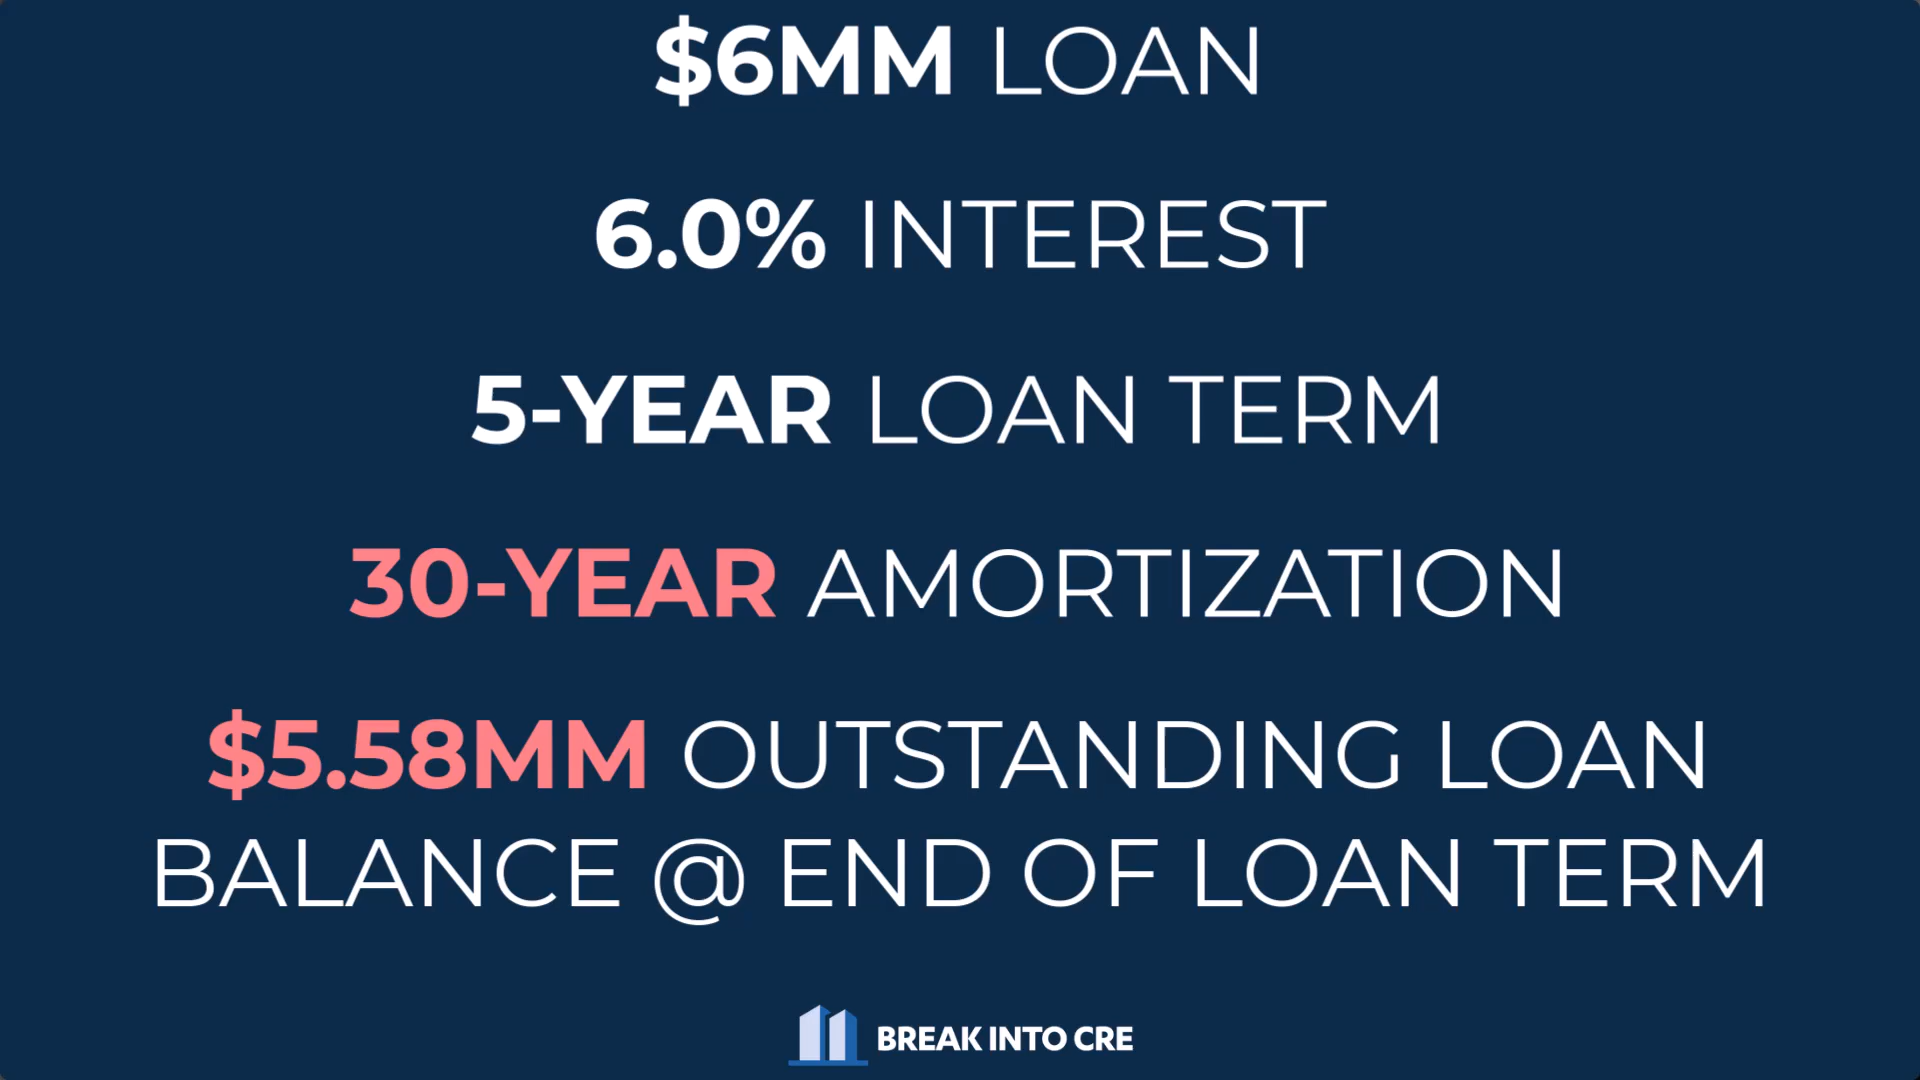 $6MM LOAN
6.0% INTEREST
5-YEAR LOAN TERM
30-YEAR AMORTIZATION
$5.58MM OUTSTANDING LOAN
BALANCE @ END OF LOAN TERM
BREAK INTO CRE